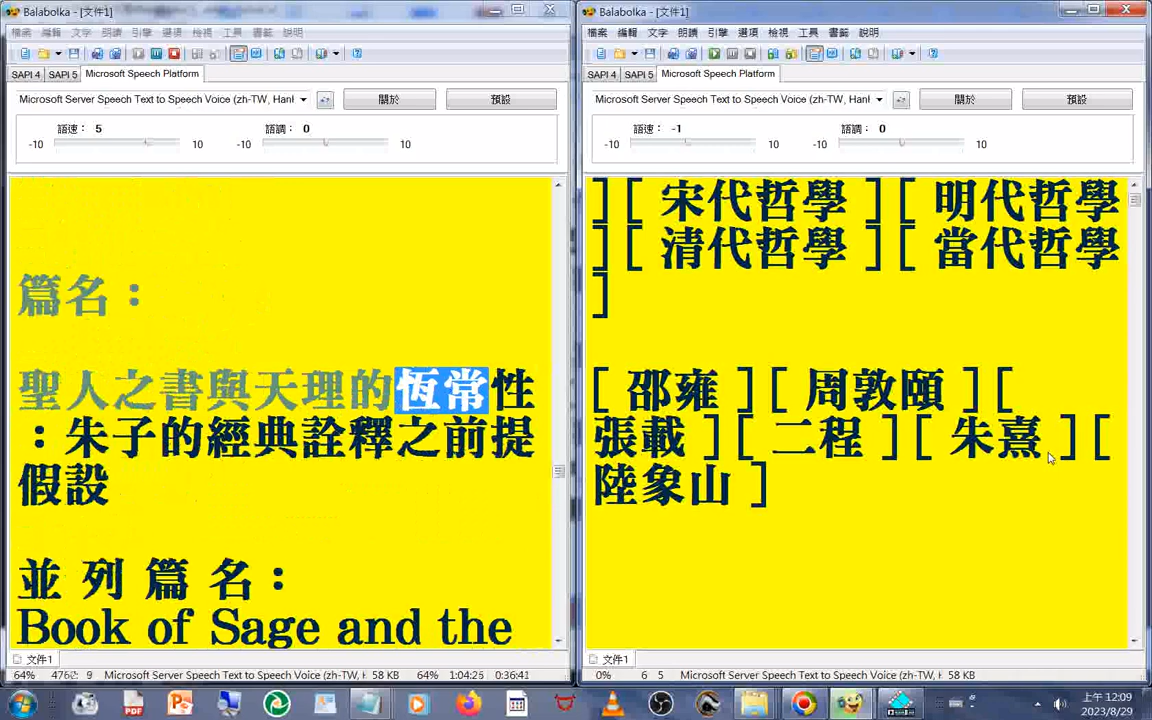 Balabolka - [文件1]
檔案 編輯 文字 朗讀 引擎 選項 檢視 工具 書籤 說明
SAPI 4 SAPI 5 Microsoft Speech Platform
Microsoft Server Speech Text to Speech Voice (zh-TW, Han
關於
預設
語速： 5
語調： 0
-10 10 -10 10
篇名：
聖人之書與天理的恆常性
：朱子的經典詮釋之前提
假設
並 列 篇 名：
Book of Sage and the
文件1
64% 4762: 9 Microsoft Server Speech Text to Speech Voice (zh-TW, H 58 KB 64% 1:04:25 0:36:41
Balabolka - [文件1]
檔案 編輯 文字 朗讀 引擎 選項 檢視 工具 書籤 說明
SAPI 4 SAPI 5 Microsoft Speech Platform
Microsoft Server Speech Text to Speech Voice (zh-TW, Han
關於
預設
語速： -1
語調： 0
-10 10 -10 10
][ 宋代哲學 ][ 明代哲學
][ 清代哲學 ][ 當代哲學
]
[ 邵雍 ][ 周敦頤 ][
張載 ][ 二程 ][ 朱熹 ][
陸象山 ]
文件1
0% 6 5 Microsoft Server Speech Text to Speech Voice (zh-TW, H 58 KB
上午 12:09
2023/8/29